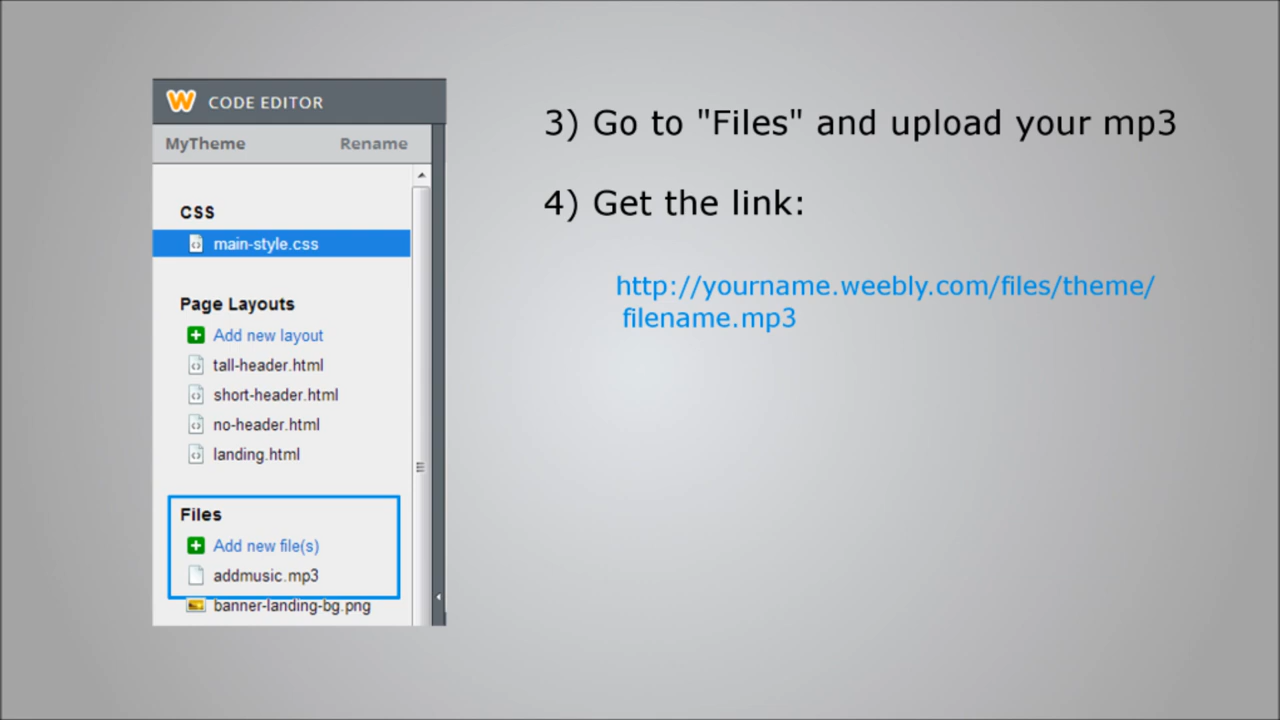 W CODE EDITOR
MyTheme Rename
CSS
main-style.css
Page Layouts
Add new layout
tall-header.html
short-header.html
no-header.html
landing.html
Files
Add new file(s)
addmusic.mp3
banner-landing-bg.png
3) Go to "Files" and upload your mp3
4) Get the link:
http://yourname.weebly.com/files/theme/
filename.mp3